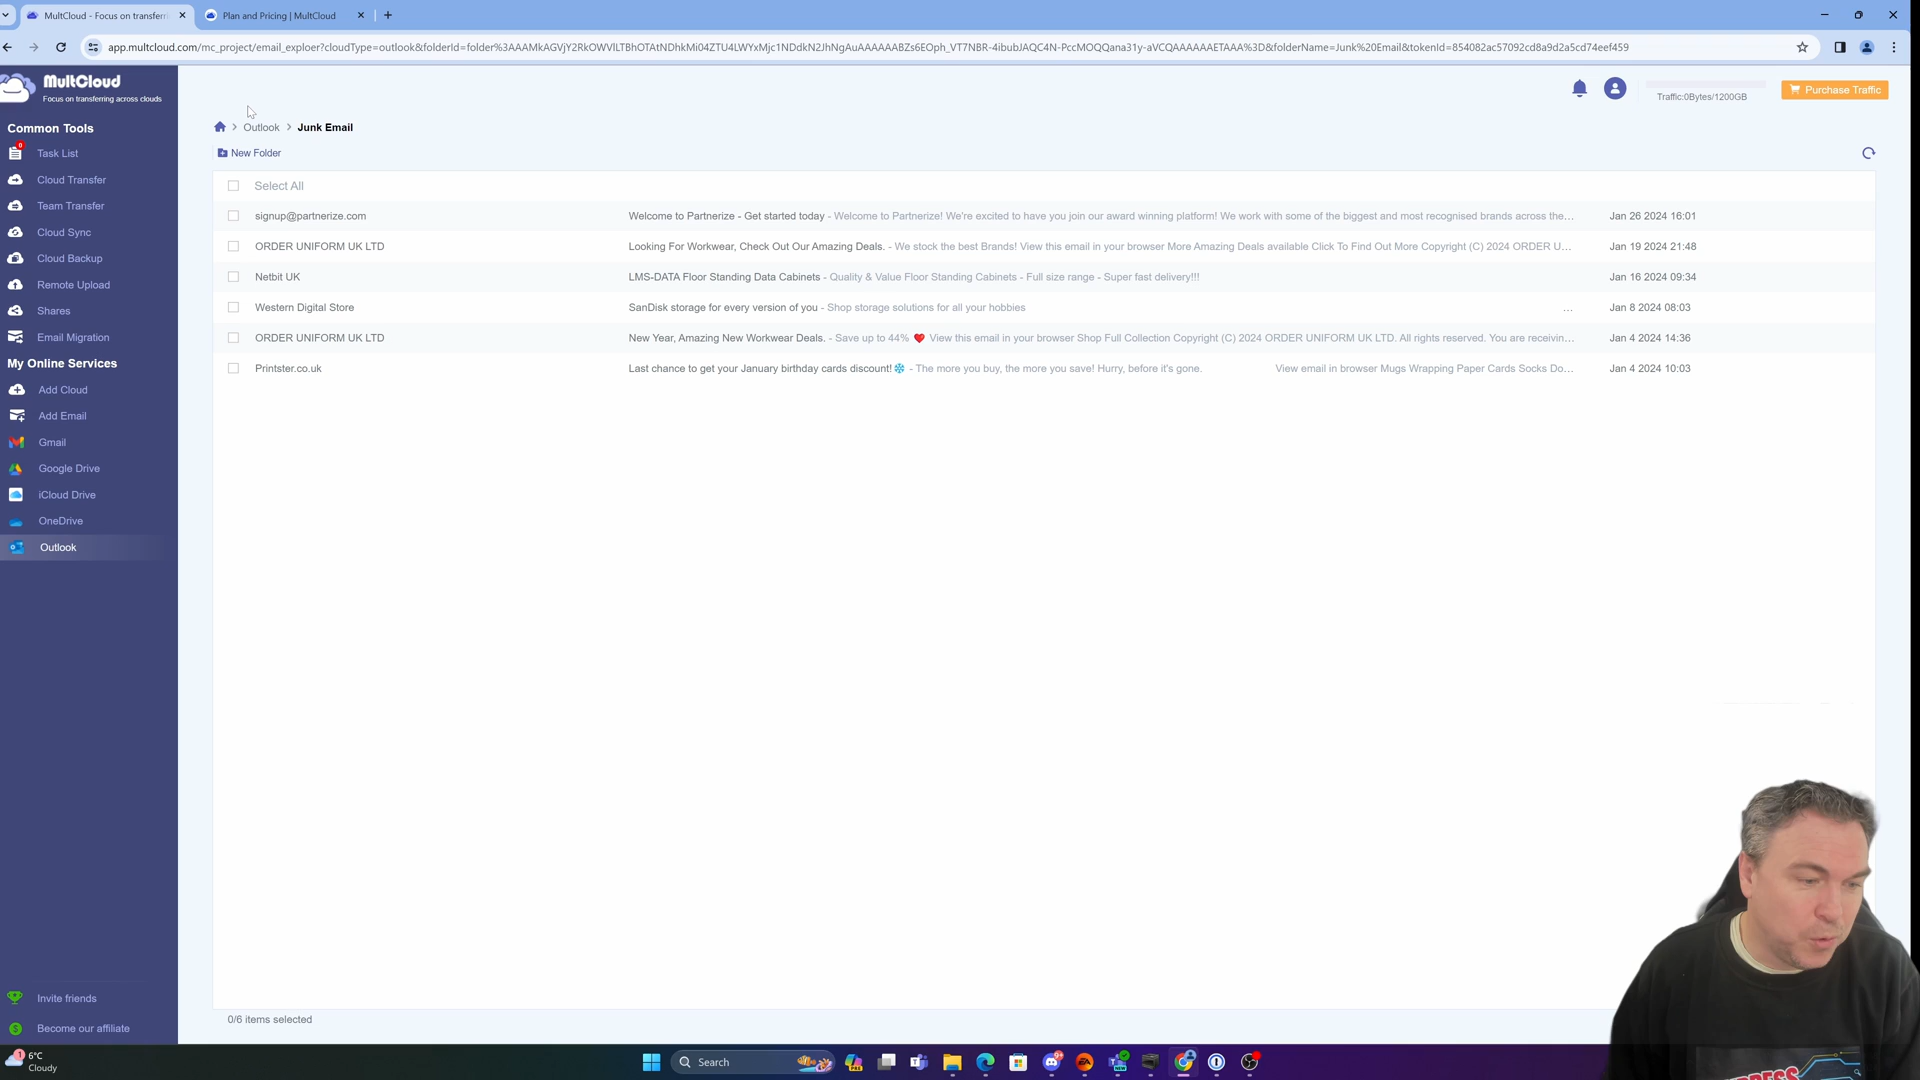 MultCloud - Focus on transferri
Plan and Pricing | MultCloud
app.multcloud.com/mc_project/email_exploer?cloudType=outlook&folderId=folder%3AAAMkAGVjY2RkOWVlLTBhOTAtNDhkMi04ZTU4LWYxMjc1NDdkN2JhNgAuAAAAAABZs6EOph_VT7NBR-4ibubJAQC4N-PccMOQQana31y-aVCQAAAAAAETAAA%3D&folderName=Junk%20Email&tokenId=854082ac57092cd8a9d2a5cd74eef459
MultCloud
Focus on transferring across clouds
Traffic:0Bytes/1200GB
Purchase Traffic
Common Tools
0
Task List
Cloud Transfer
Team Transfer
Cloud Sync
Cloud Backup
Remote Upload
Shares
Email Migration
My Online Services
Add Cloud
Add Email
Gmail
Google Drive
iCloud Drive
OneDrive
Outlook
Invite friends
Become our affiliate
Outlook > Junk Email
New Folder
Select All
signup@partnerize.com Welcome to Partnerize - Get started today - Welcome to Partnerize! We're excited to have you join our award winning platform! We work with some of the biggest and most recognised brands across the... Jan 26 2024 16:01
ORDER UNIFORM UK LTD Looking For Workwear, Check Out Our Amazing Deals. - We stock the best Brands! View this email in your browser More Amazing Deals available Click To Find Out More Copyright (C) 2024 ORDER U... Jan 19 2024 21:48
Netbit UK LMS-DATA Floor Standing Data Cabinets - Quality & Value Floor Standing Cabinets - Full size range - Super fast delivery!!! Jan 16 2024 09:34
Western Digital Store SanDisk storage for every version of you - Shop storage solutions for all your hobbies ... Jan 8 2024 08:03
ORDER UNIFORM UK LTD New Year, Amazing New Workwear Deals. - Save up to 44% ❤️ View this email in your browser Shop Full Collection Copyright (C) 2024 ORDER UNIFORM UK LTD. All rights reserved. You are receivin... Jan 4 2024 14:36
Printster.co.uk Last chance to get your January birthday cards discount!❄️ - The more you buy, the more you save! Hurry, before it's gone. View email in browser Mugs Wrapping Paper Cards Socks Do... Jan 4 2024 10:03
0/6 items selected
1
6°C
Cloudy
Search